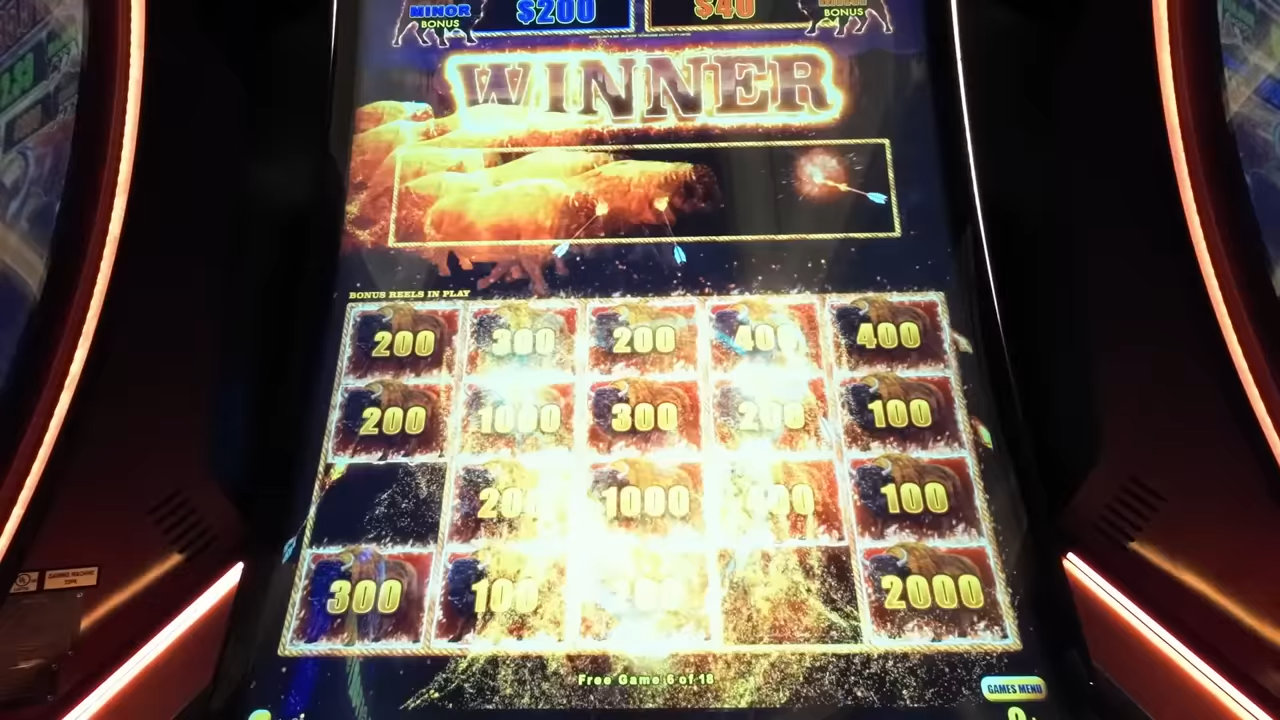 MINOR
BONUS
$200
$40
BONUS
WINNER
BONUS REELS IN PLAY
200 300 200 400 400
200 1000 300 200 100
1000 100
300 100 2000
Free Game 6 of 18
GAMES MENU